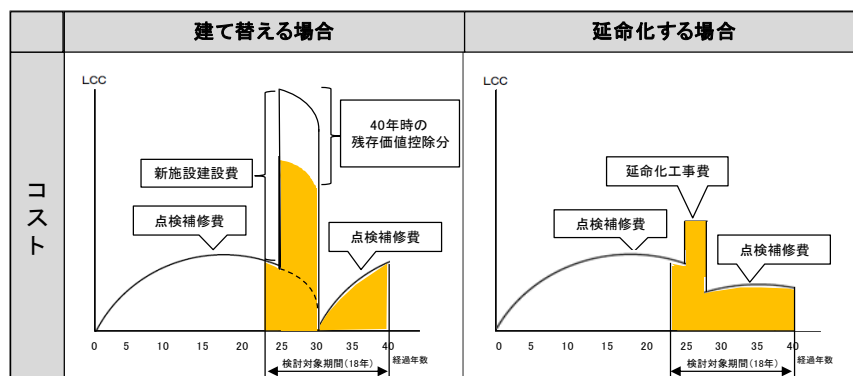 建て替える場合
延命化する場合
コスト
LCC
40年時の
残存価値控除分
新施設建設費
点検補修費
点検補修費
0 5 10 15 20 25 30 35 40
検討対象期間(18年)
経過年数
LCC
延命化工事費
点検補修費
点検補修費
0 5 10 15 20 25 30 35 40
検討対象期間(18年)
経過年数